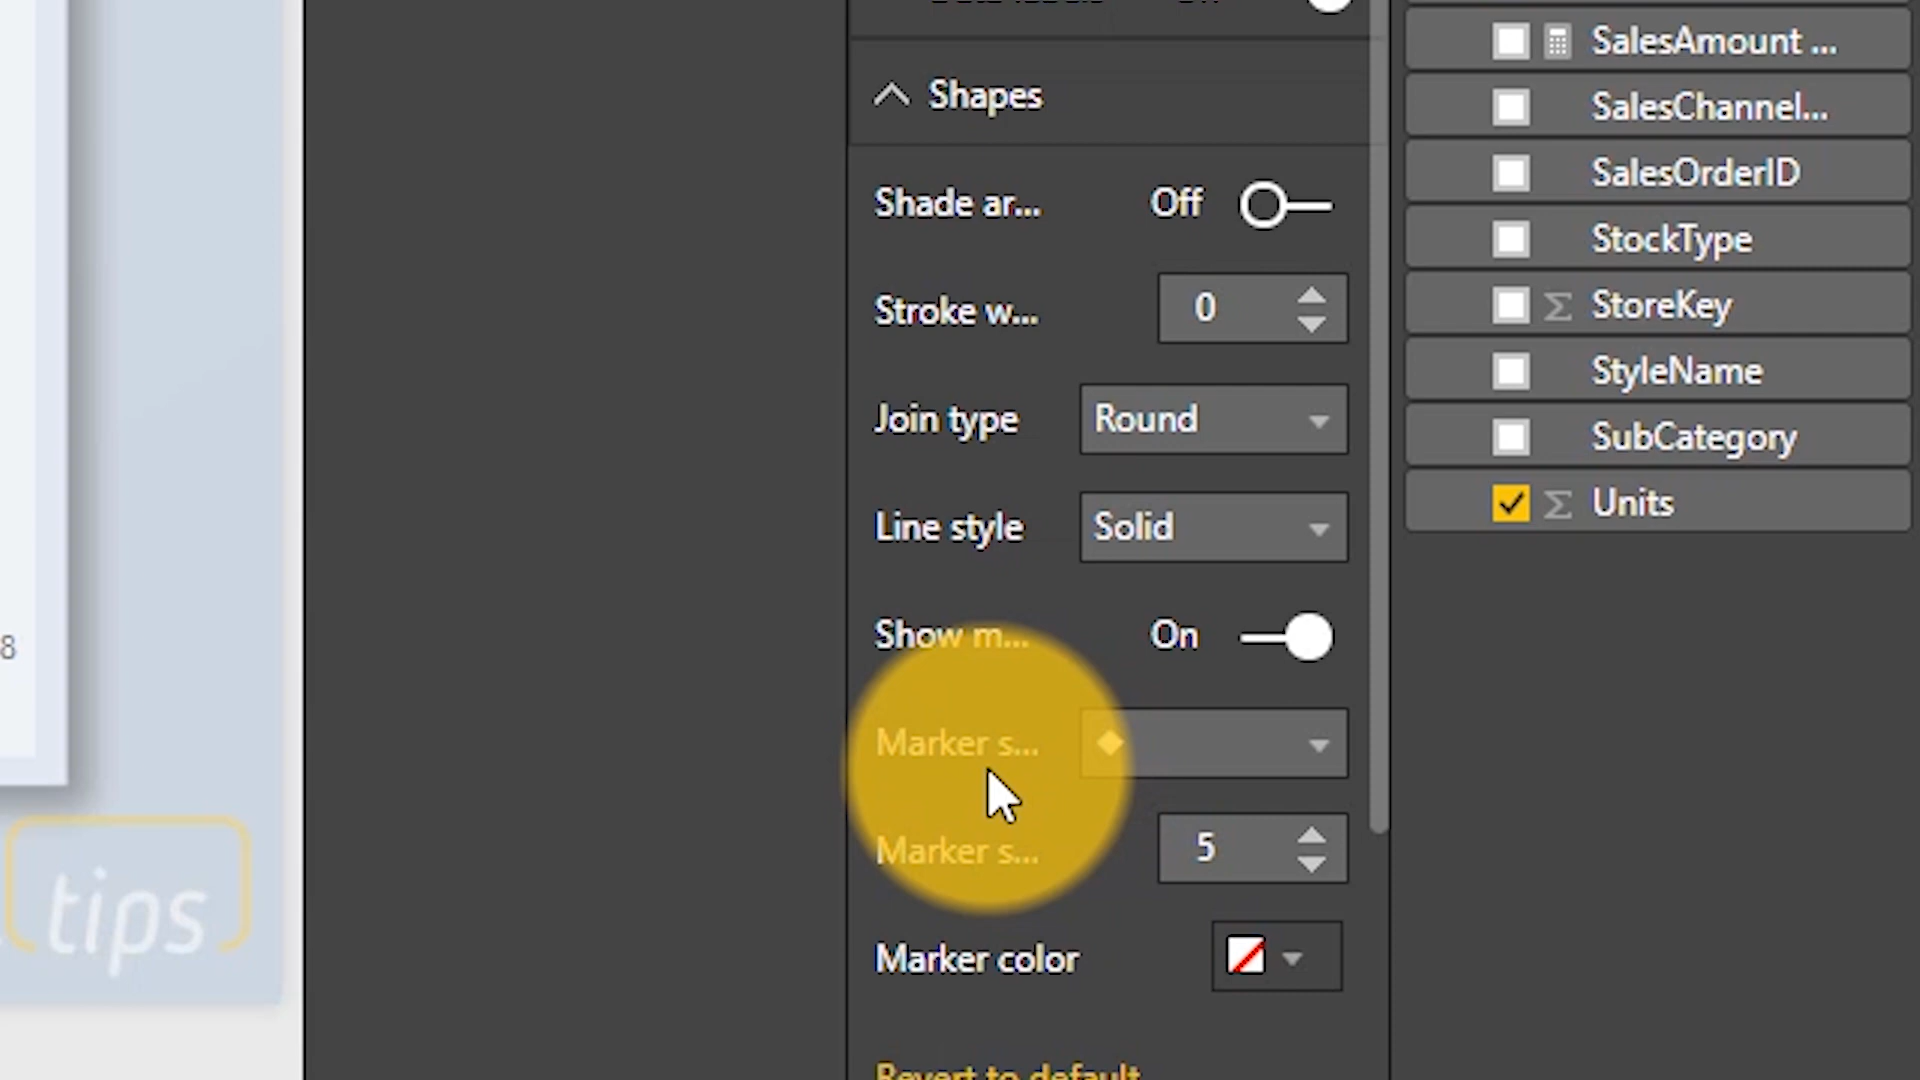 Shapes
Shade ar...
Off
Stroke w...
0
Join type
Round
Line style
Solid
Show m...
On
Marker s...
Marker s...
5
Marker color
Revert to default
SalesAmount ...
SalesChannel...
SalesOrderID
StockType
StoreKey
StyleName
SubCategory
Units
8
tips